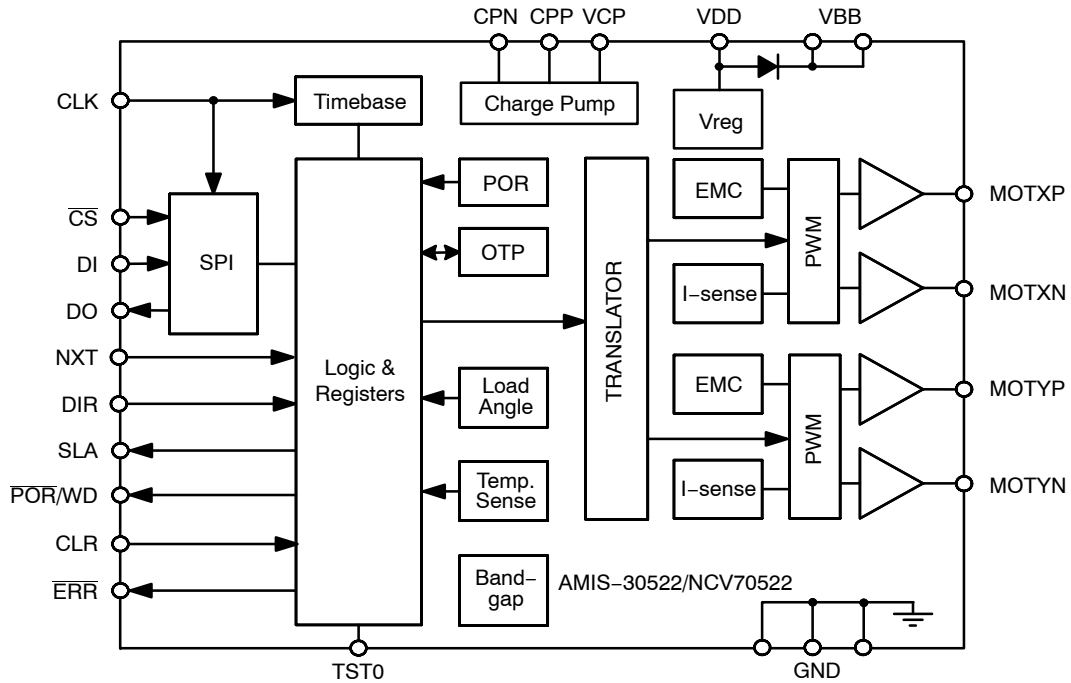 CPN CPP VCP VDD VBB
CLK
Timebase
Charge Pump
Vreg
POR
EMC
MOTXP
CS
DI
DO
SPI
OTP
PWM
I−sense
MOTXN
NXT
DIR
SLA
POR/WD
CLR
ERR
Logic &
Registers
TRANSLATOR
Load
Angle
EMC
MOTYP
PWM
Temp.
Sense
I−sense
MOTYN
Band−
gap
AMIS−30522/NCV70522
TST0
GND